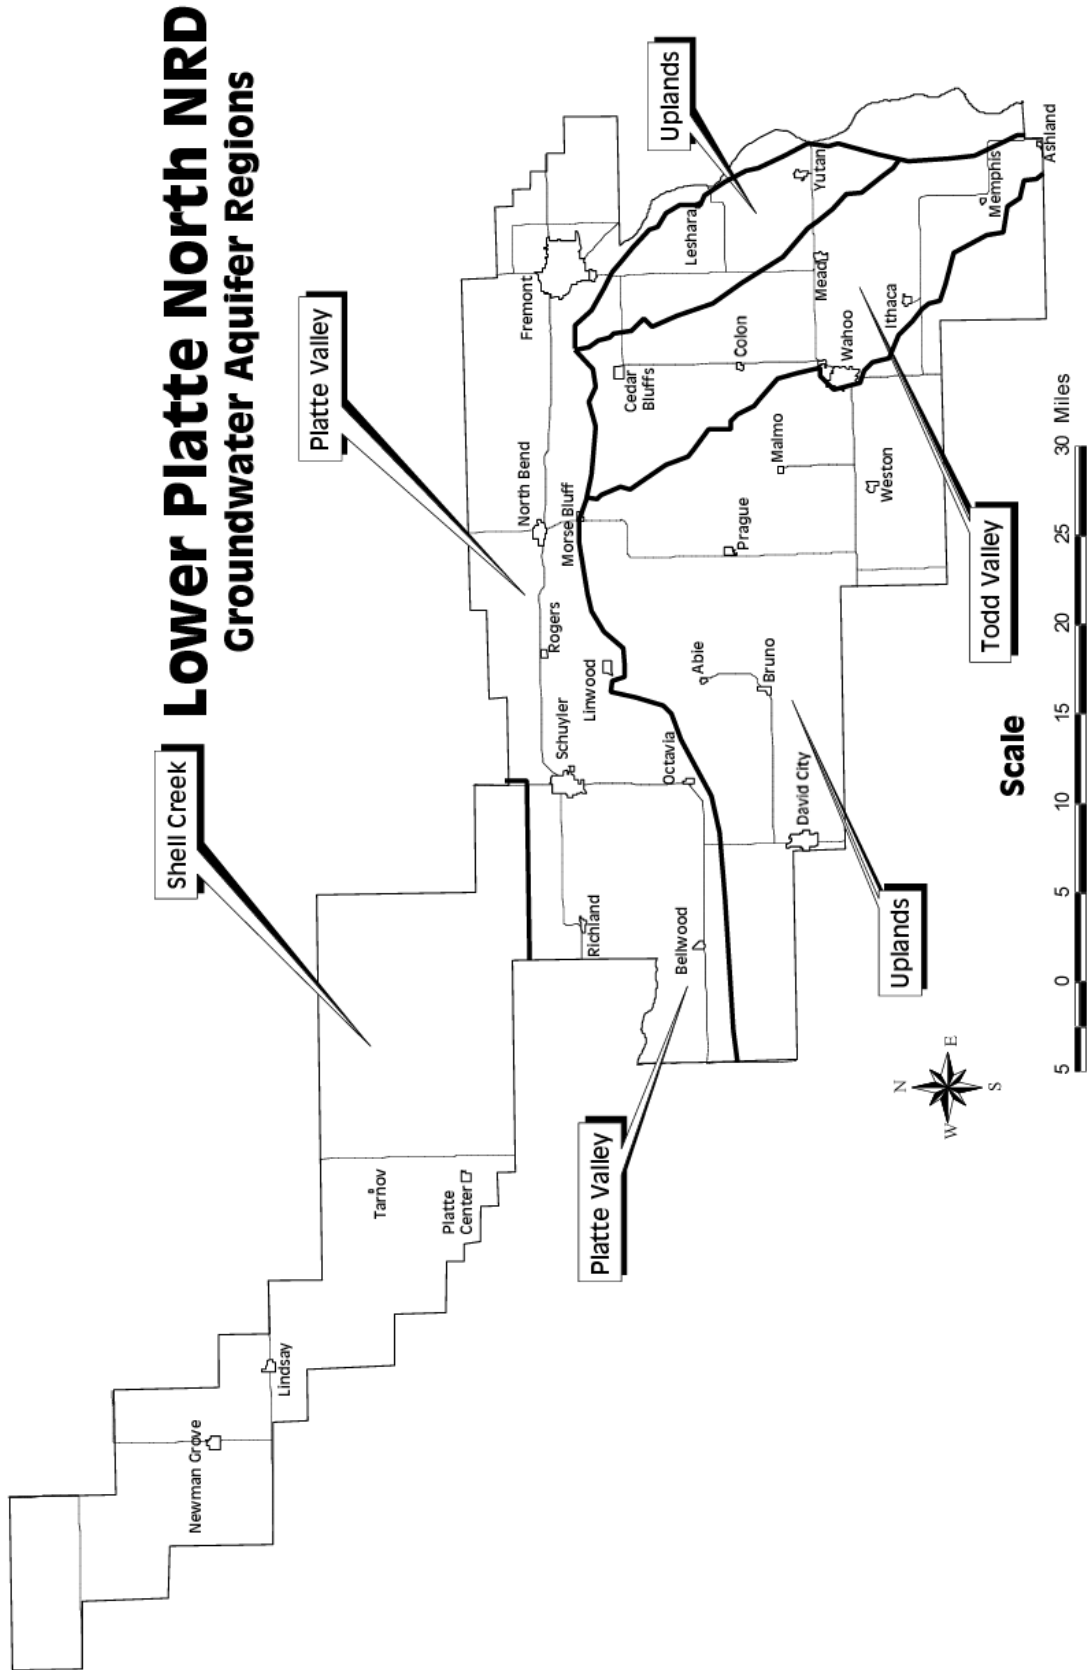 Lower Platte North NRD
Groundwater Aquifer Regions
Shell Creek
Platte Valley
Uplands
Newman Grove
Lindsay
Tarnov
Platte
Center
Richland
Schuyler
Rogers
North Bend
Fremont
Bellwood
Octavia
Linwood
Morse Bluff
Cedar
Bluffs
Leshara
David City
Bruno
Abie
Prague
Malmo
Colon
Mead
Yutan
Weston
Wahoo
Ithaca
Memphis
Ashland
Platte Valley
Uplands
Todd Valley
N
W
E
S
Scale
5 0 5 10 15 20 25 30 Miles